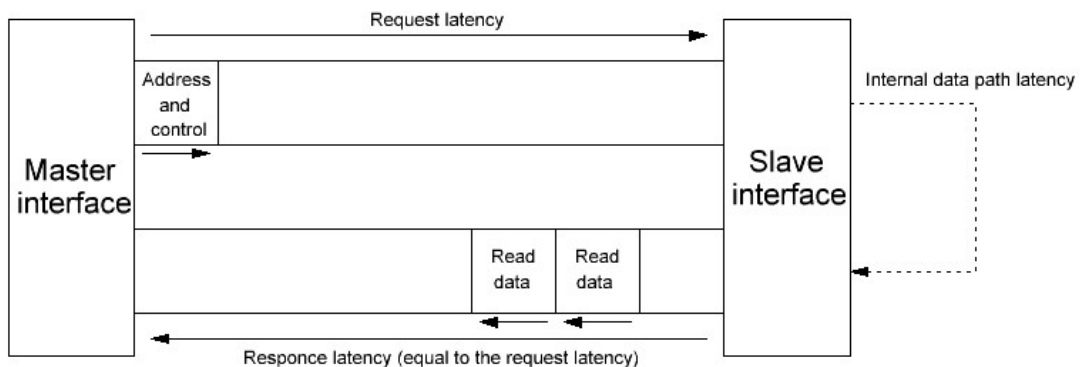 Request latency
Address
and
control
Internal data path latency
Master
interface
Slave
interface
Read
data
Read
data
Responce latency (equal to the request latency)